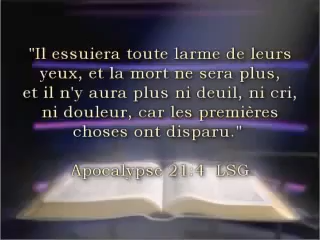 "Il essuiera toute larme de leurs
yeux, et la mort ne sera plus,
et il n'y aura plus ni deuil, ni cri,
ni douleur, car les premières
choses ont disparu."
Apocalypse 21:4 LSG